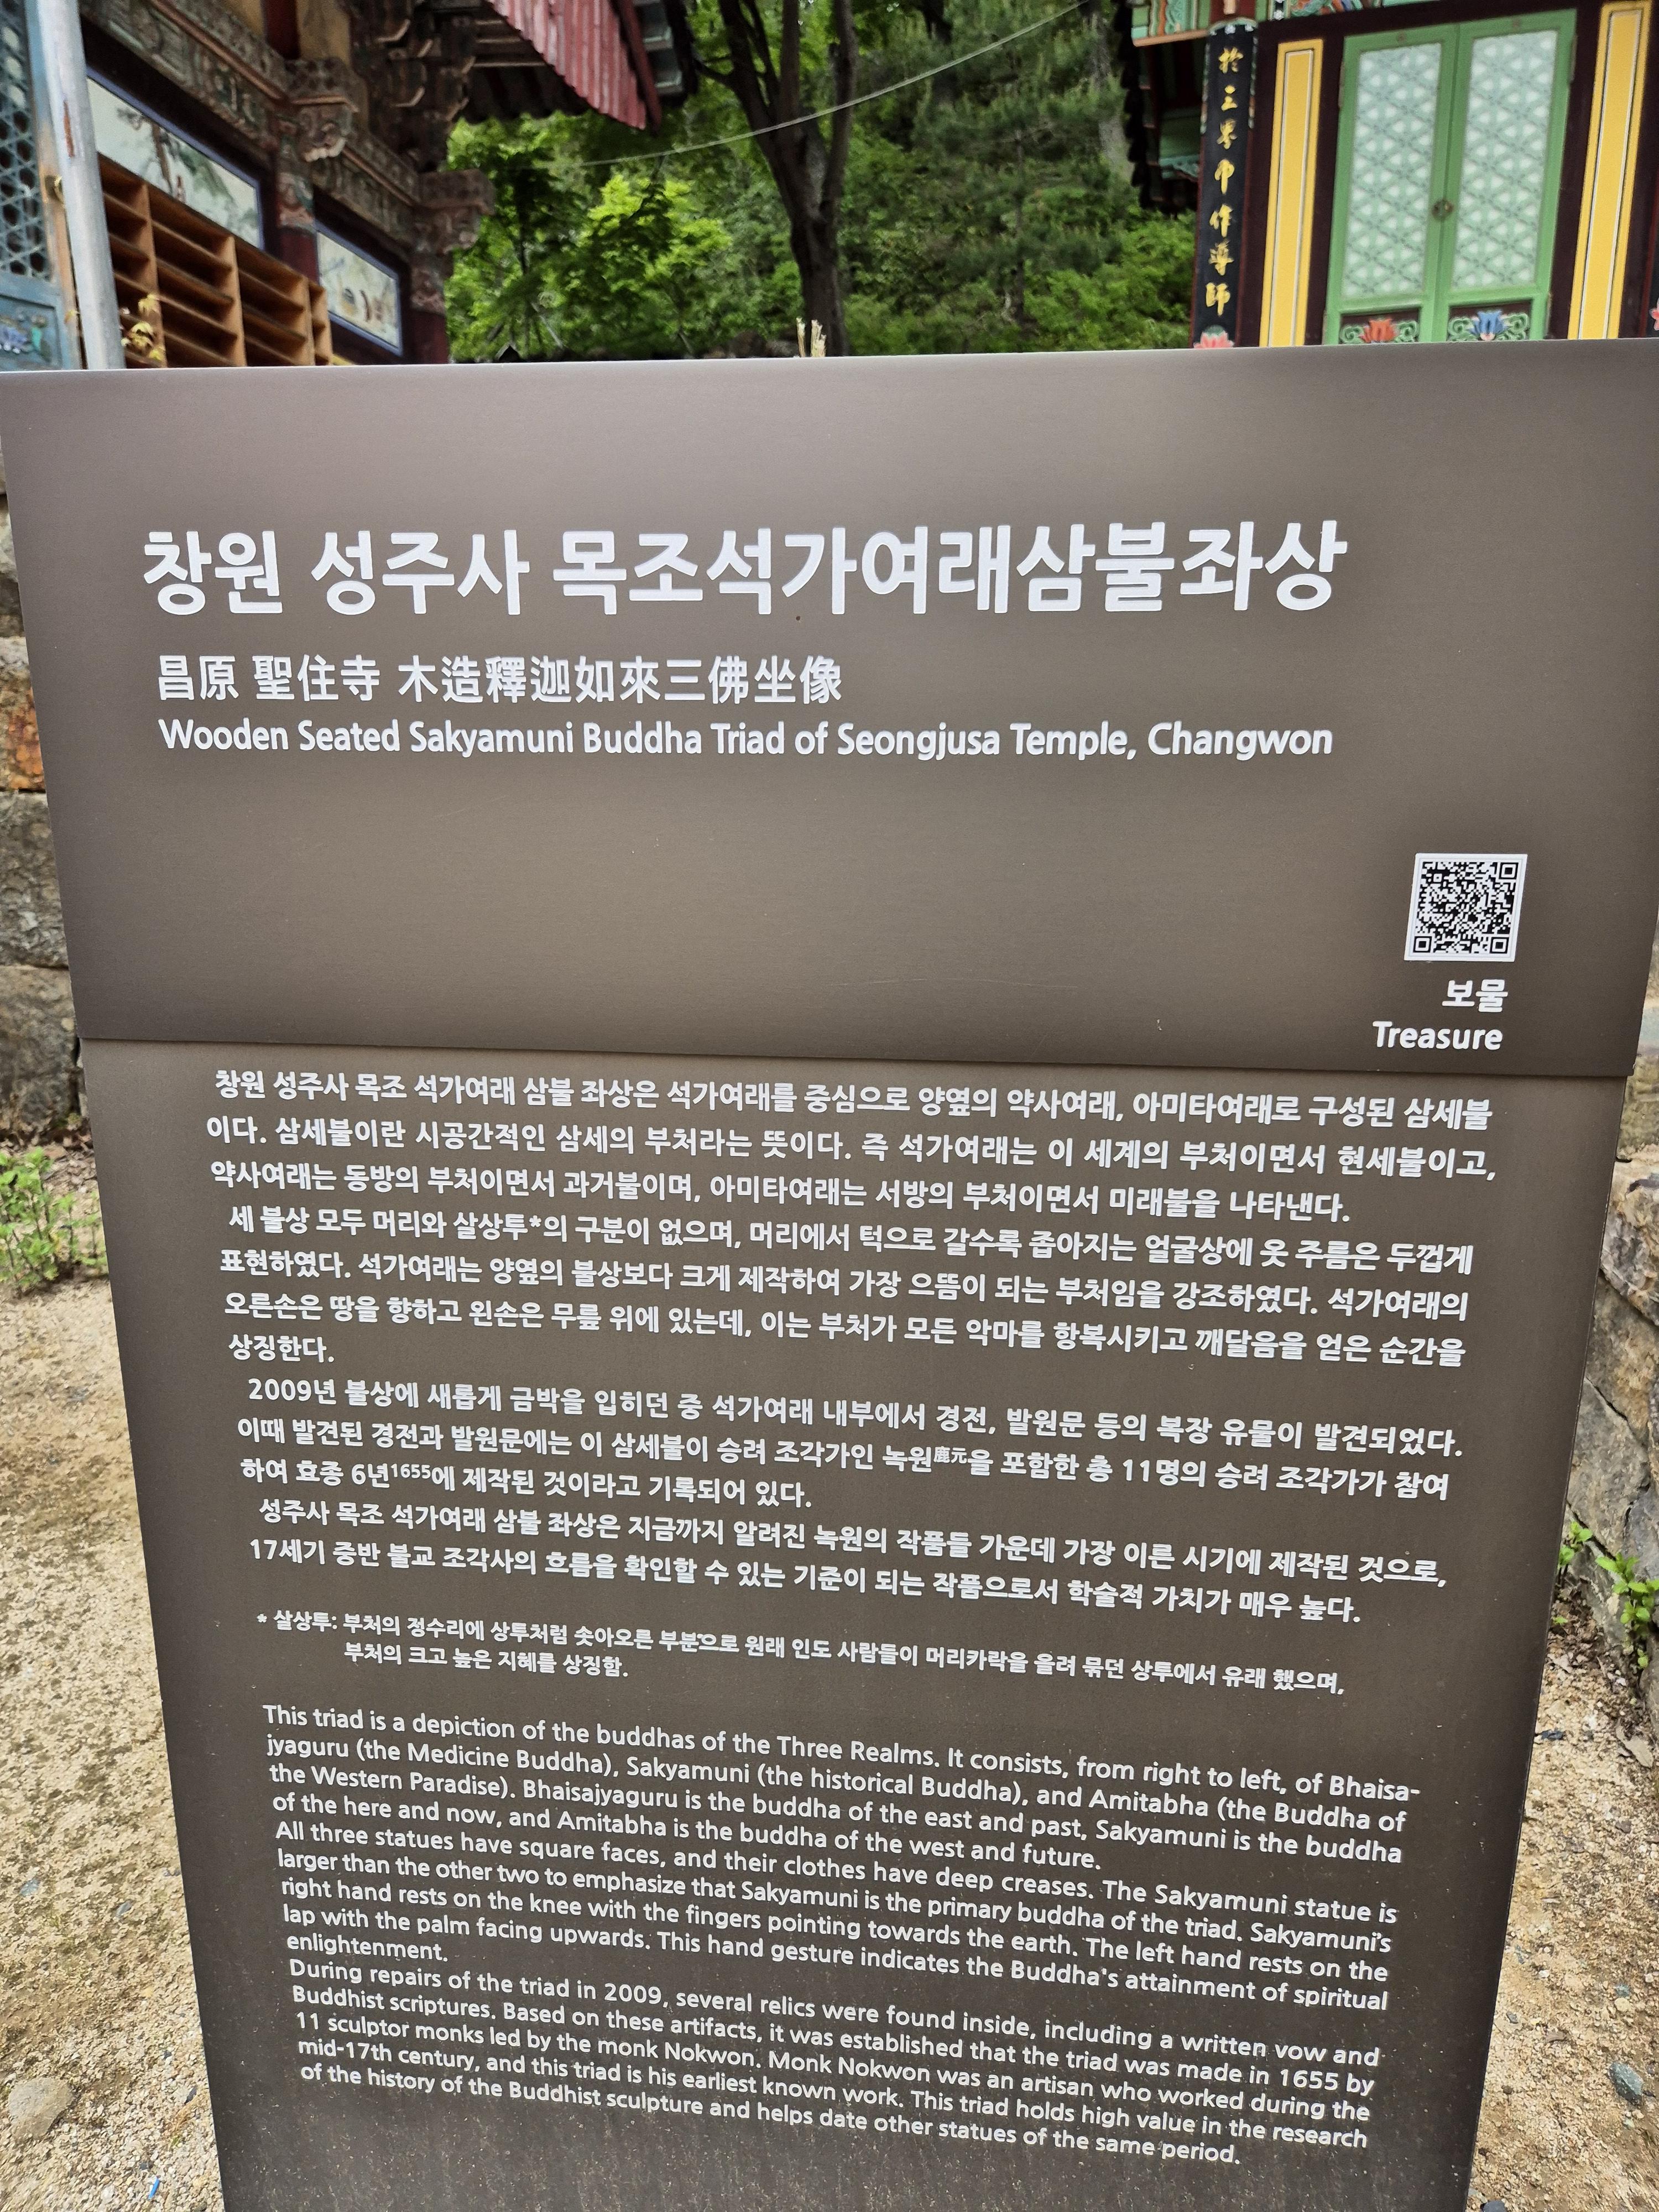 於三界中作導師
창원 성주사 목조석가여래삼불좌상
昌原 聖住寺 木造釋迦如來三佛坐像
Wooden Seated Sakyamuni Buddha Triad of Seongjusa Temple, Changwon
보물
Treasure
창원 성주사 목조 석가여래 삼불 좌상은 석가여래를 중심으로 양옆의 약사여래, 아미타여래로 구성된 삼세불
이다. 삼세불이란 시공간적인 삼세의 부처라는 뜻이다. 즉 석가여래는 이 세계의 부처이면서 현세불이고,
약사여래는 동방의 부처이면서 과거불이며, 아미타여래는 서방의 부처이면서 미래불을 나타낸다.
세 불상 모두 머리와 살상투*의 구분이 없으며, 머리에서 턱으로 갈수록 좁아지는 얼굴상에 옷 주름은 두껍게
표현하였다. 석가여래는 양옆의 불상보다 크게 제작하여 가장 으뜸이 되는 부처임을 강조하였다. 석가여래의
오른손은 땅을 향하고 왼손은 무릎 위에 있는데, 이는 부처가 모든 악마를 항복시키고 깨달음을 얻은 순간을
상징한다.
2009년 불상에 새롭게 금박을 입히던 중 석가여래 내부에서 경전, 발원문 등의 복장 유물이 발견되었다.
이때 발견된 경전과 발원문에는 이 삼세불이 승려 조각가인 녹원鹿元을 포함한 총 11명의 승려 조각가가 참여
하여 효종 6년1655에 제작된 것이라고 기록되어 있다.
성주사 목조 석가여래 삼불 좌상은 지금까지 알려진 녹원의 작품들 가운데 가장 이른 시기에 제작된 것으로,
17세기 중반 불교 조각사의 흐름을 확인할 수 있는 기준이 되는 작품으로서 학술적 가치가 매우 높다.
* 살상투: 부처의 정수리에 상투처럼 솟아오른 부분으로 원래 인도 사람들이 머리카락을 올려 묶던 상투에서 유래 했으며,
부처의 크고 높은 지혜를 상징함.
This triad is a depiction of the buddhas of the Three Realms. It consists, from right to left, of Bhaisa-
jyaguru (the Medicine Buddha), Sakyamuni (the historical Buddha), and Amitabha (the Buddha of
the Western Paradise). Bhaisajyaguru is the buddha of the east and past, Sakyamuni is the buddha
of the here and now, and Amitabha is the buddha of the west and future.
All three statues have square faces, and their clothes have deep creases. The Sakyamuni statue is
larger than the other two to emphasize that Sakyamuni is the primary buddha of the triad. Sakyamuni's
right hand rests on the knee with the fingers pointing towards the earth. The left hand rests on the
lap with the palm facing upwards. This hand gesture indicates the Buddha's attainment of spiritual
enlightenment.
During repairs of the triad in 2009, several relics were found inside, including a written vow and
Buddhist scriptures. Based on these artifacts, it was established that the triad was made in 1655 by
11 sculptor monks led by the monk Nokwon. Monk Nokwon was an artisan who worked during the
mid-17th century, and this triad is his earliest known work. This triad holds high value in the research
of the history of the Buddhist sculpture and helps date other statues of the same period.